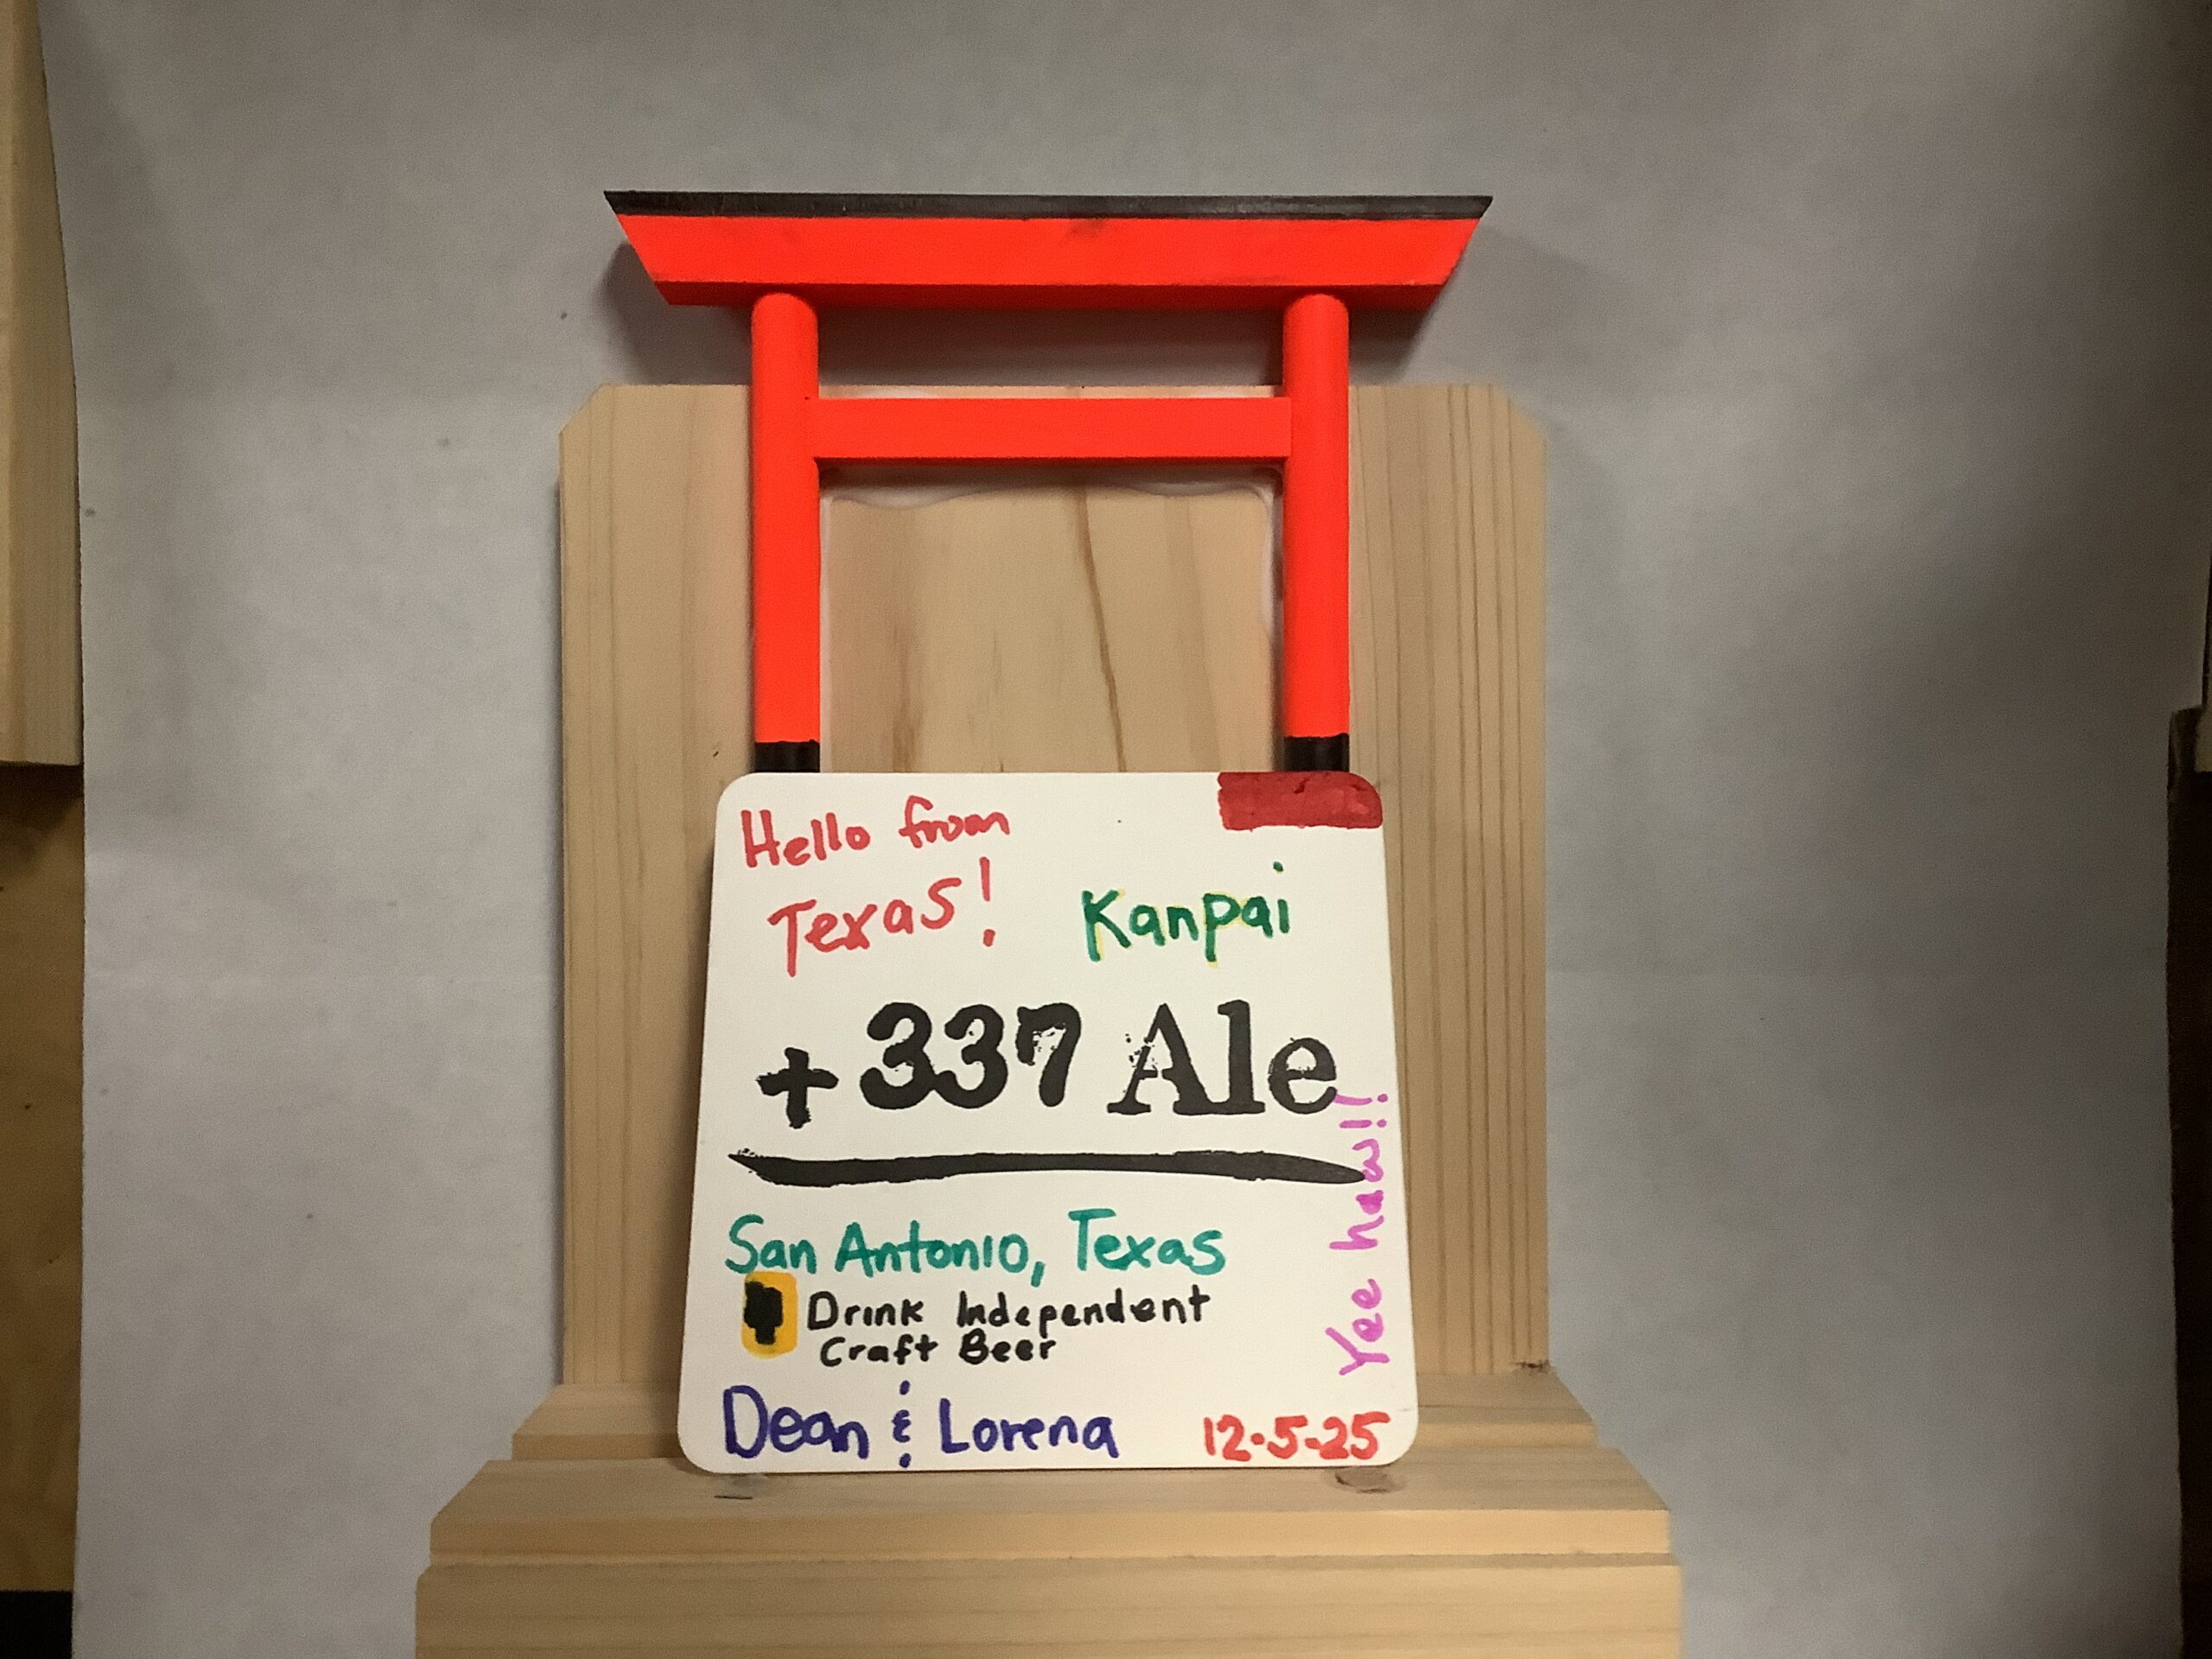 Hello from
Texas!
Kanpai
+337 Ale
San Antonio, Texas
Drink Independent
Craft Beer
Yee haw!!
Dean & Lorena
12-5-25